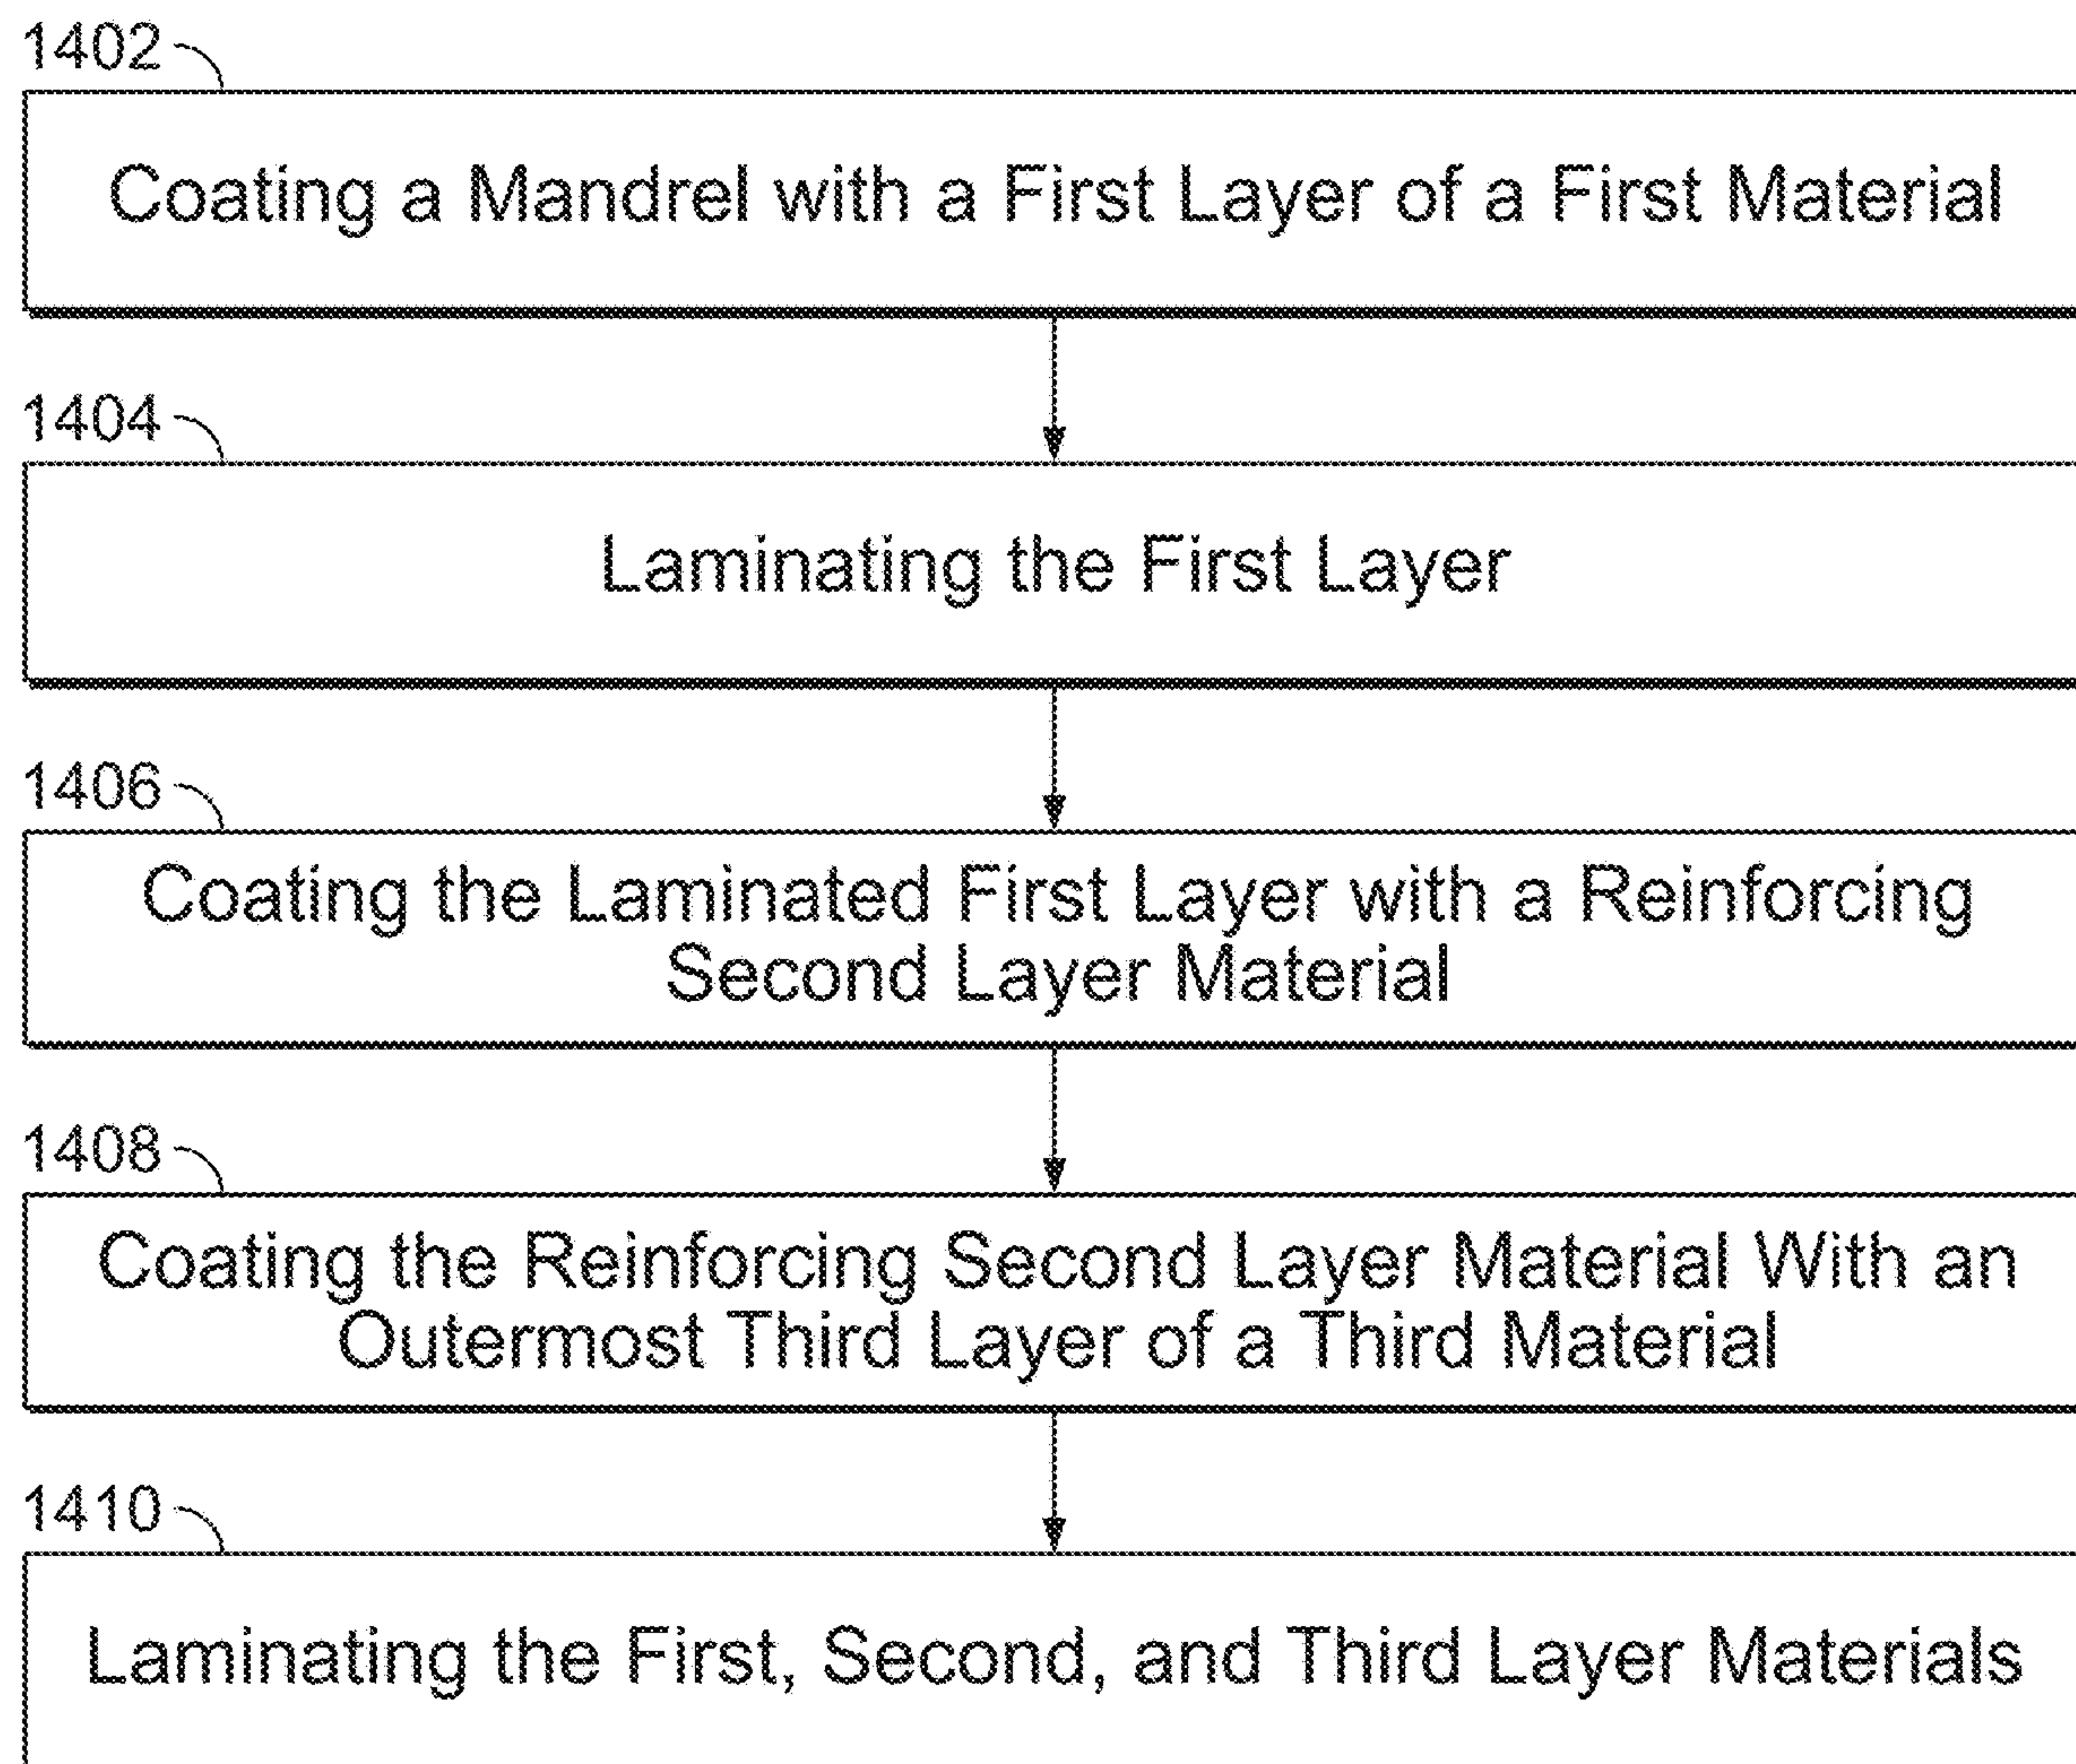 1402
Coating a Mandrel with a First Layer of a First Material
1404
Laminating the First Layer
1406
Coating the Laminated First Layer with a Reinforcing
Second Layer Material
1408
Coating the Reinforcing Second Layer Material With an
Outermost Third Layer of a Third Material
1410
Laminating the First, Second, and Third Layer Materials